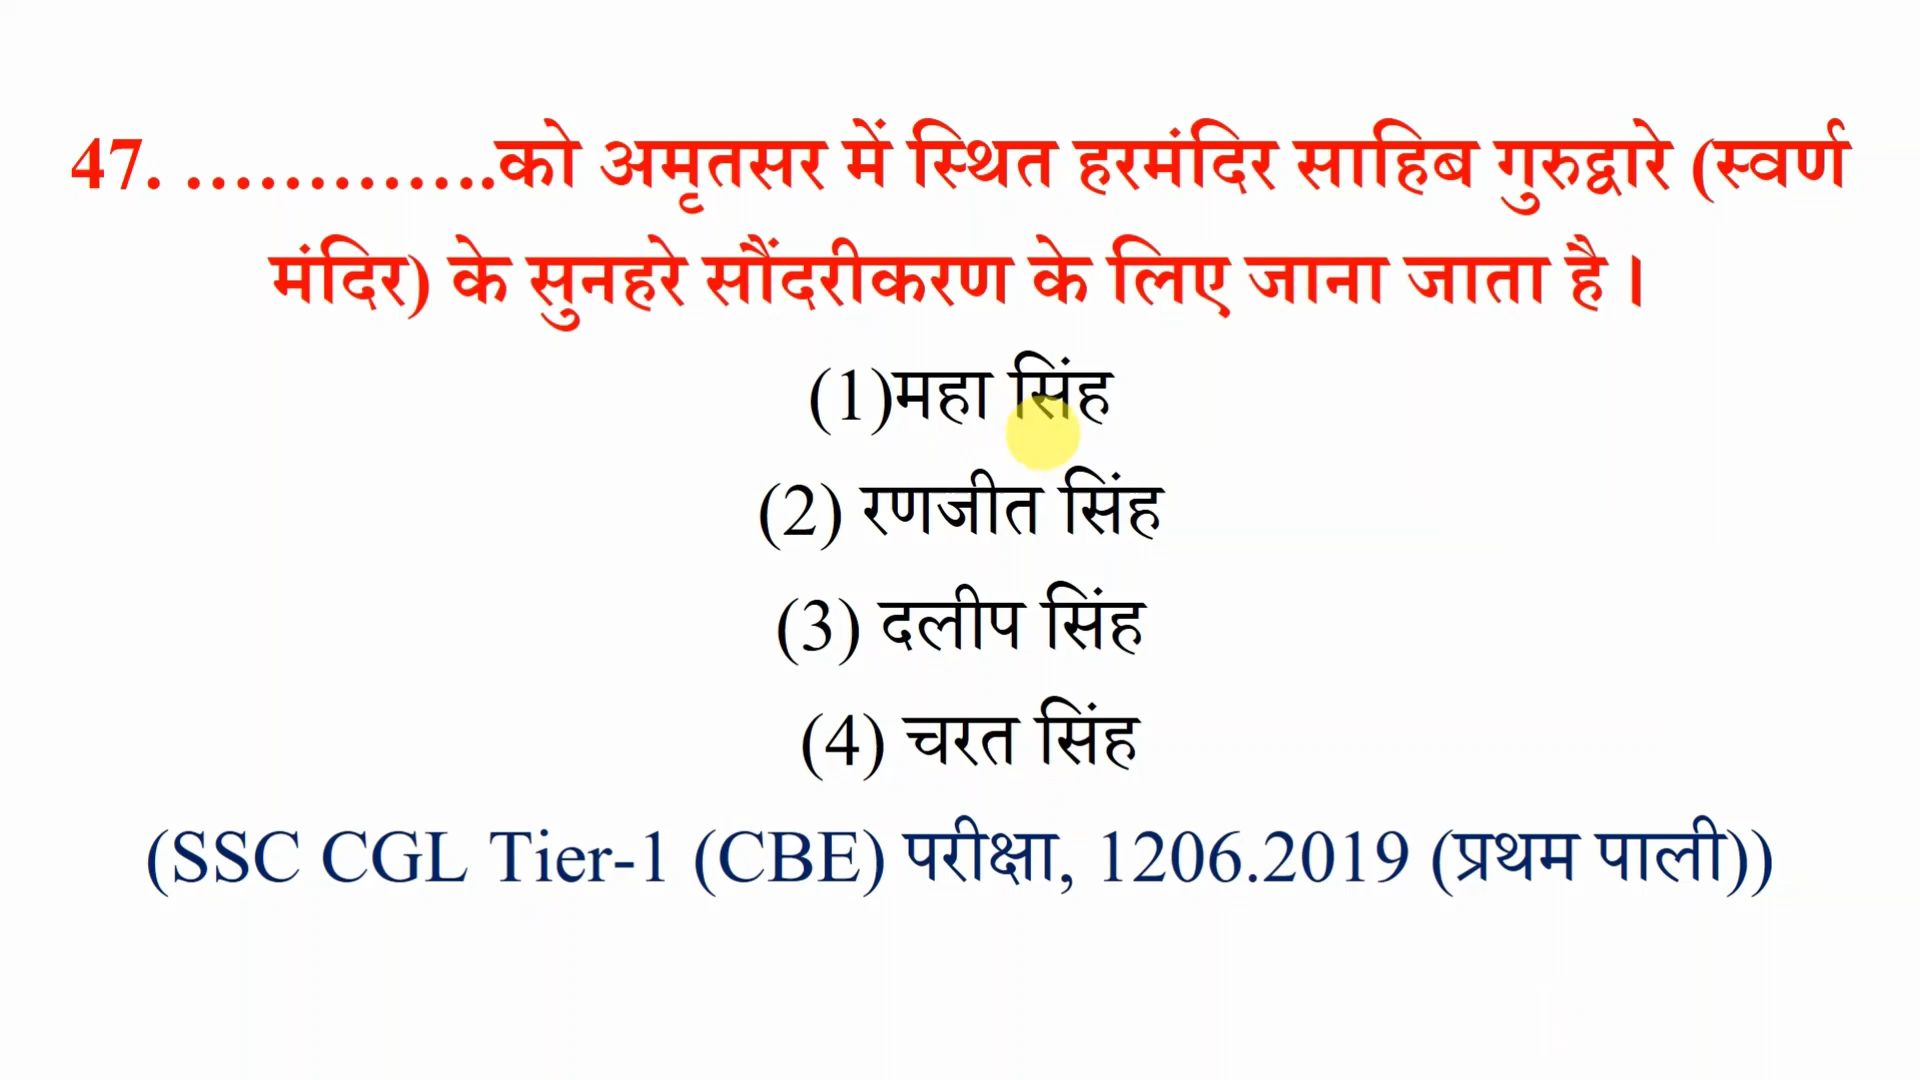 47. .............को अमृतसर में स्थित हरमंदिर साहिब गुरुद्वारे (स्वर्ण
मंदिर) के सुनहरे सौंदरीकरण के लिए जाना जाता है।
(1)महा सिंह
(2) रणजीत सिंह
(3) दलीप सिंह
(4) चरत सिंह
(SSC CGL Tier-1 (CBE) परीक्षा, 1206.2019 (प्रथम पाली))